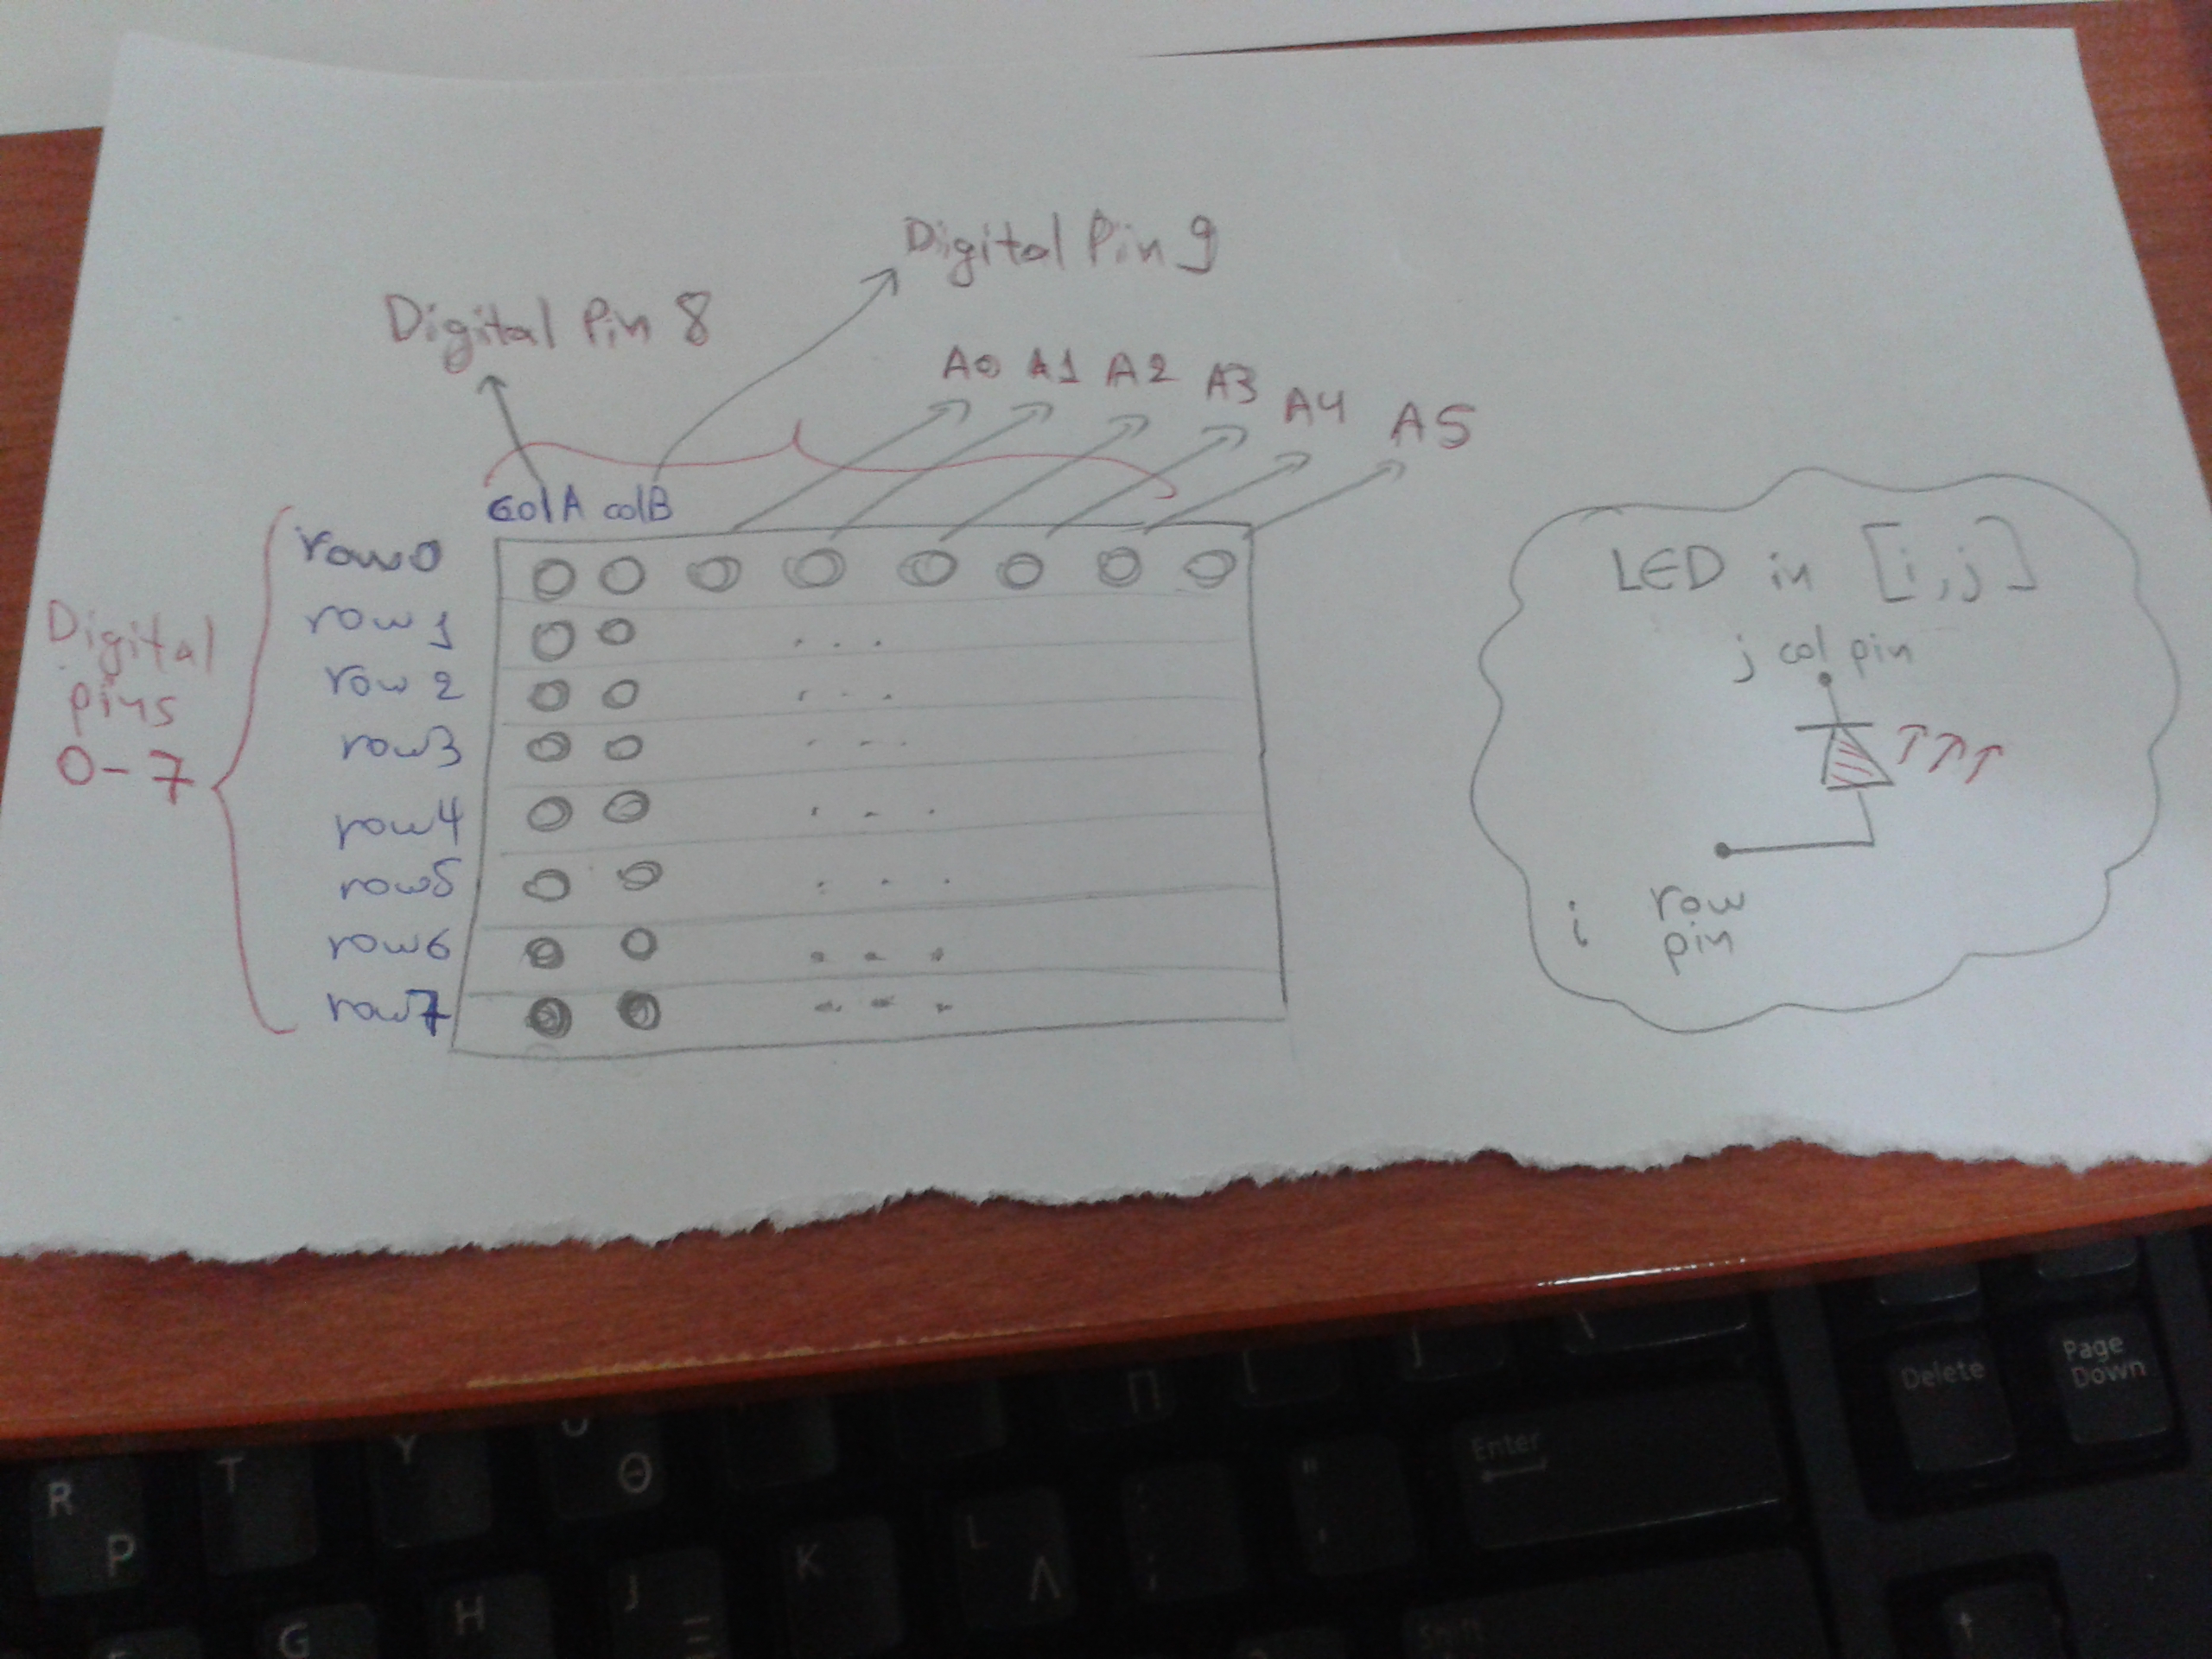 Digital Pin 9
Digital Pin 8
A0 A1 A2 A3 A4 A5
colA colB
row0
row1
row2
row3
row4
row5
row6
row7
Digital
pins
0-7
LED in [i,j]
j col pin
i row
pin
Delete
Page
Down
Π
Enter
R
P
T
Y
U
Θ
"
'
K
L
Λ
;
G
H
J
Ξ
Shift
[
]
\
↑